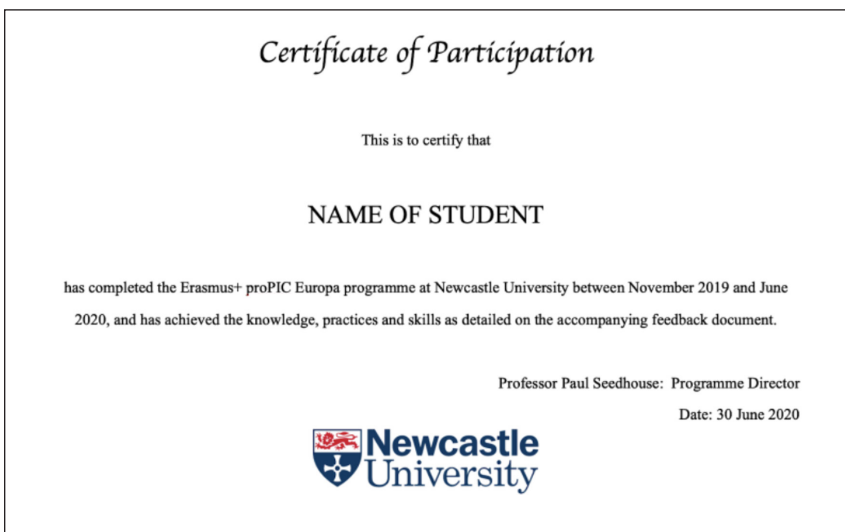 Certificate of Participation
This is to certify that
NAME OF STUDENT
has completed the Erasmus+ proPIC Europa programme at Newcastle University between November 2019 and June
2020, and has achieved the knowledge, practices and skills as detailed on the accompanying feedback document.
Professor Paul Seedhouse: Programme Director
Date: 30 June 2020
Newcastle
University